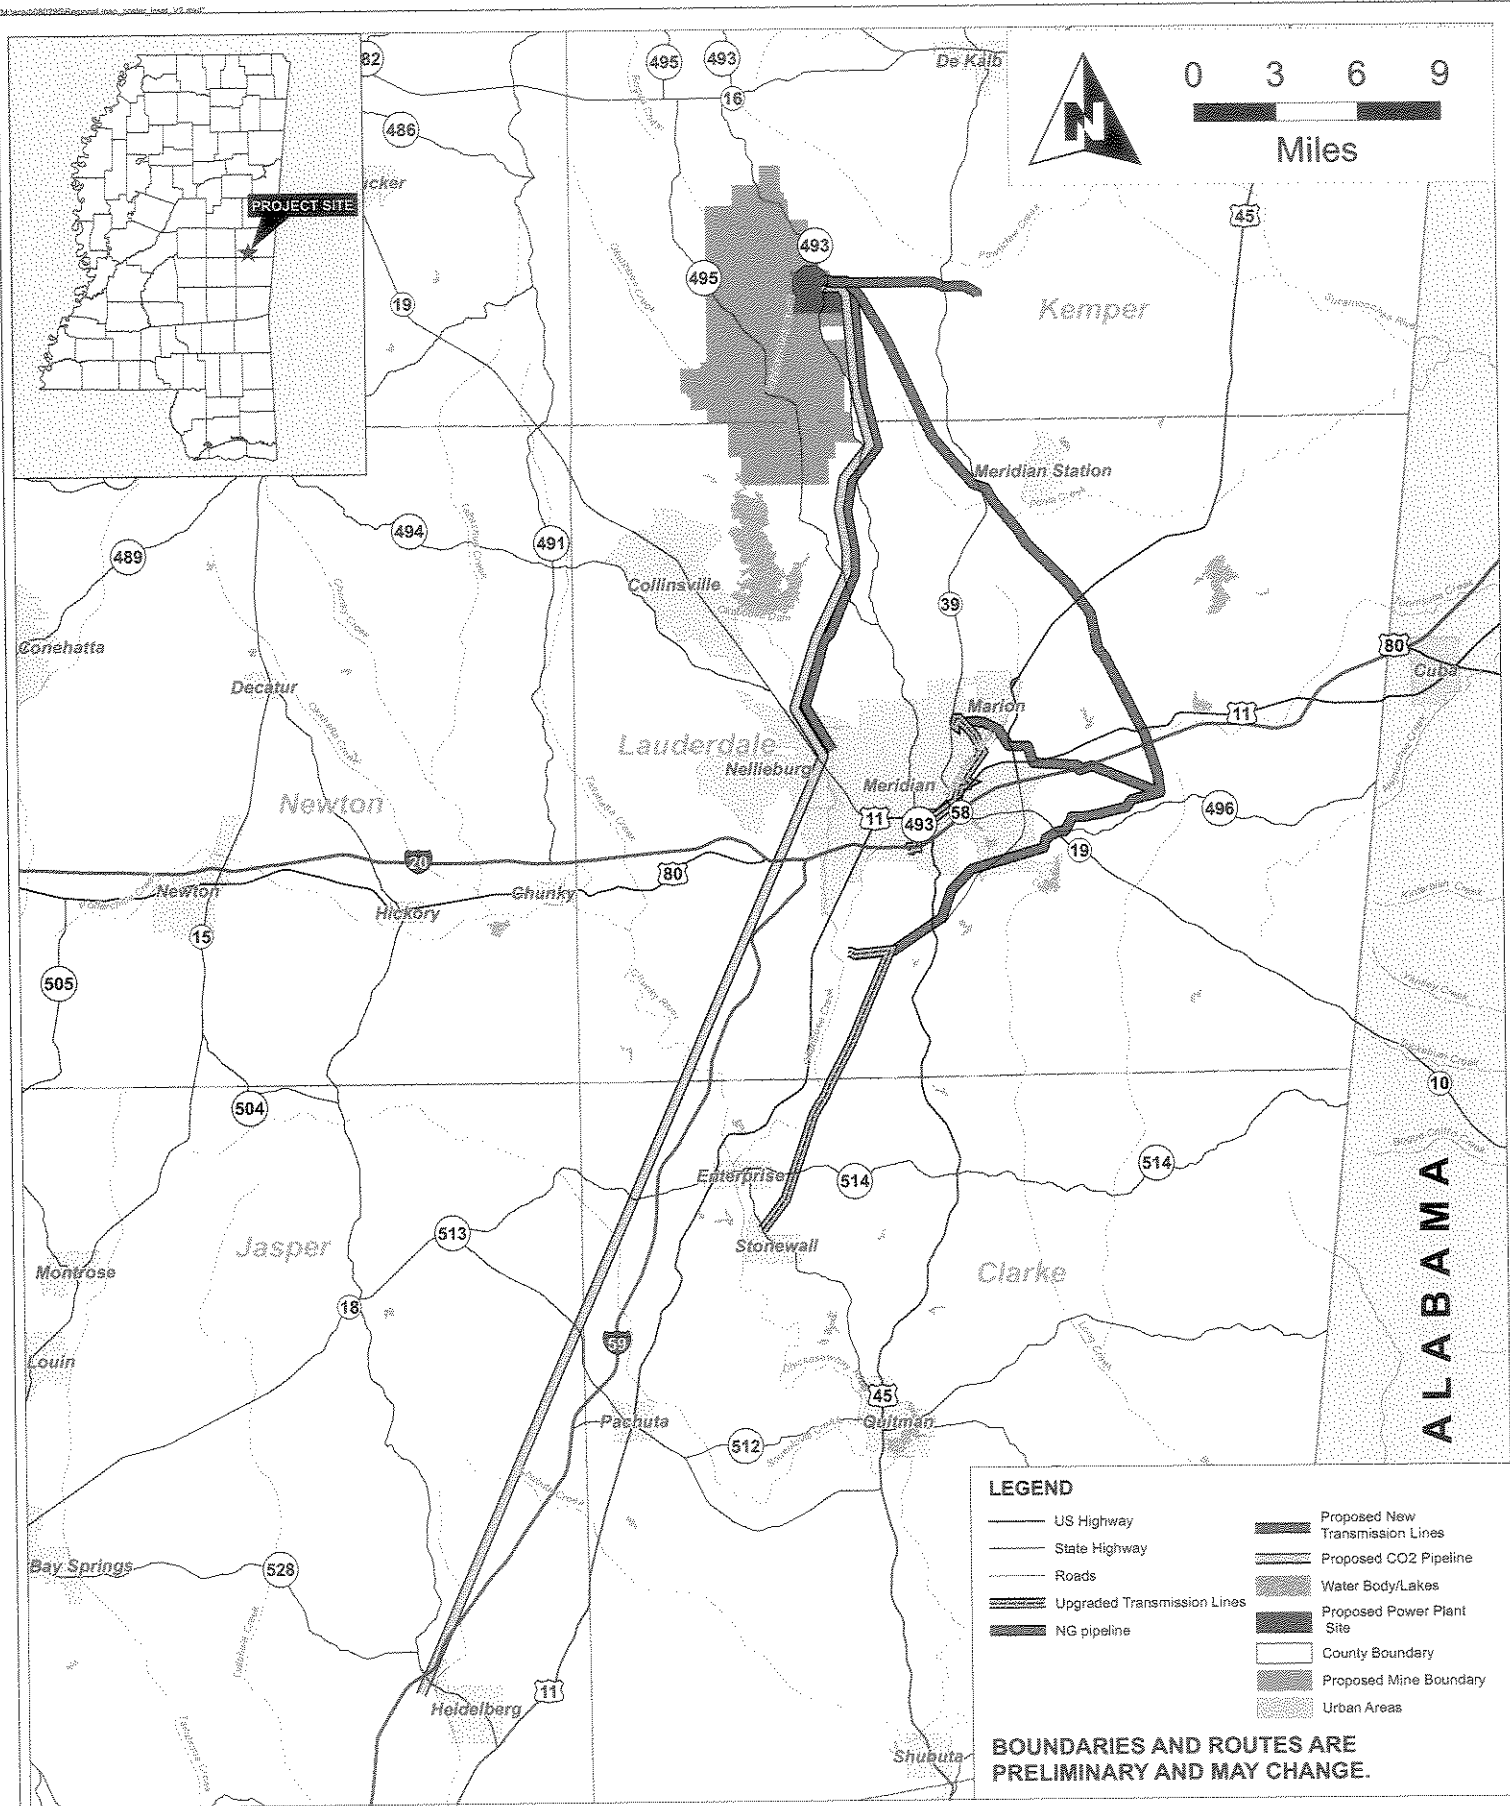 PROJECT SITE
82
495
493
16
De Kalb
0 3 6 9
Miles
486
45
493
495
19
Kemper
Meridian Station
489
494
491
Collinsville
39
Conehatta
Decatur
80
Cuba
Marion
11
Lauderdale
Nellieburg
Meridian
Newton
11
493
58
496
19
20
80
Newton
Hickory
Chunky
15
505
Chunky River
10
504
Enterprise
514
514
Jasper
513
Stonewall
Montrose
Clarke
18
59
Louin
45
Pachuta
Quitman
512
ALABAMA
Bay Springs
528
Heidelberg
11
Shubuta
LEGEND
US Highway
State Highway
Roads
Upgraded Transmission Lines
NG pipeline
Proposed New
Transmission Lines
Proposed CO2 Pipeline
Water Body/Lakes
Proposed Power Plant
Site
County Boundary
Proposed Mine Boundary
Urban Areas
BOUNDARIES AND ROUTES ARE
PRELIMINARY AND MAY CHANGE.